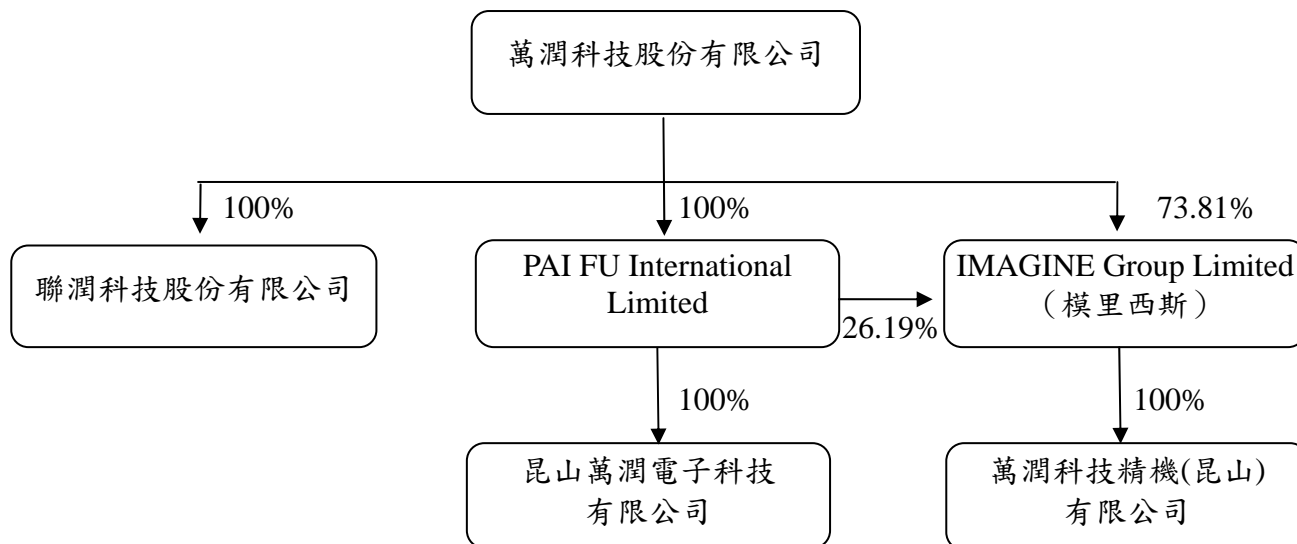 萬潤科技股份有限公司
100%
100%
73.81%
聯潤科技股份有限公司
PAI FU International
Limited
26.19%
IMAGINE Group Limited
（模里西斯）
100%
100%
昆山萬潤電子科技
有限公司
萬潤科技精機(昆山)
有限公司